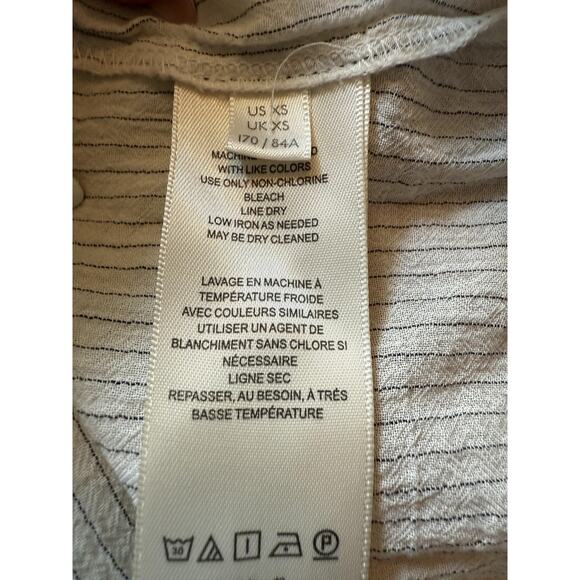 US XS
UK XS
170 / 84A
WITH LIKE COLORS
USE ONLY NON-CHLORINE
BLEACH
LINE DRY
LOW IRON AS NEEDED
MAY BE DRY CLEANED
LAVAGE EN MACHINE À
TEMPÉRATURE FROIDE
AVEC COULEURS SIMILAIRES
UTILISER UN AGENT DE
BLANCHIMENT SANS CHLORE SI
NÉCESSAIRE
LIGNE SEC
REPASSER, AU BESOIN, À TRÉS
BASSE TEMPÉRATURE
30 P